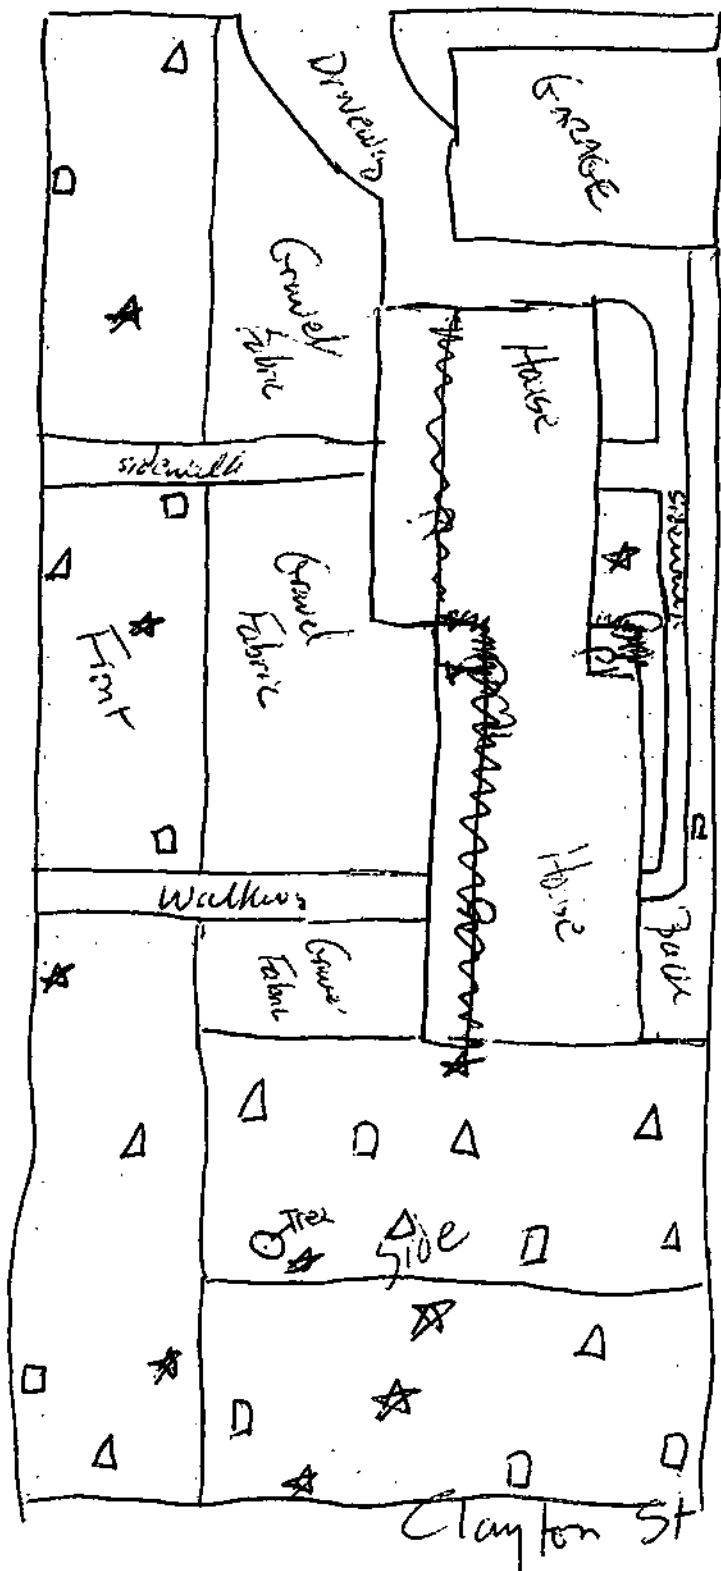 Driveway
GARAGE
Gravel
Fabric
House
sidewalk
sidewalk
Gravel
Fabric
Front
House
Walkway
Gravel
Fabric
Back
Tree
Side
Clayton St